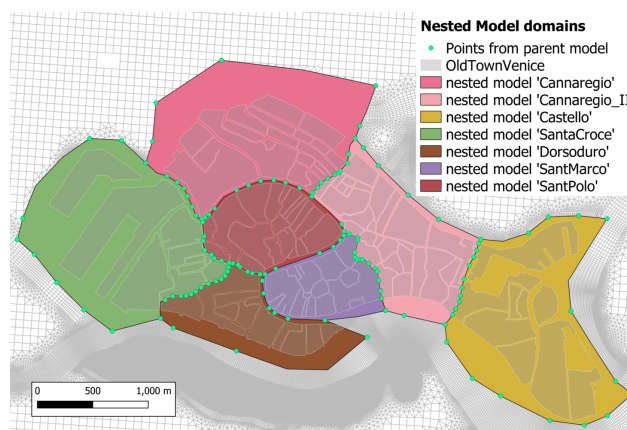 Nested Model domains
Points from parent model
OldTownVenice
nested model 'Cannaregio'
nested model 'Cannaregio_II
nested model 'Castello'
nested model 'SantaCroce'
nested model 'Dorsoduro'
nested model 'SantMarco'
nested model 'SantPolo'
0 500 1,000 m